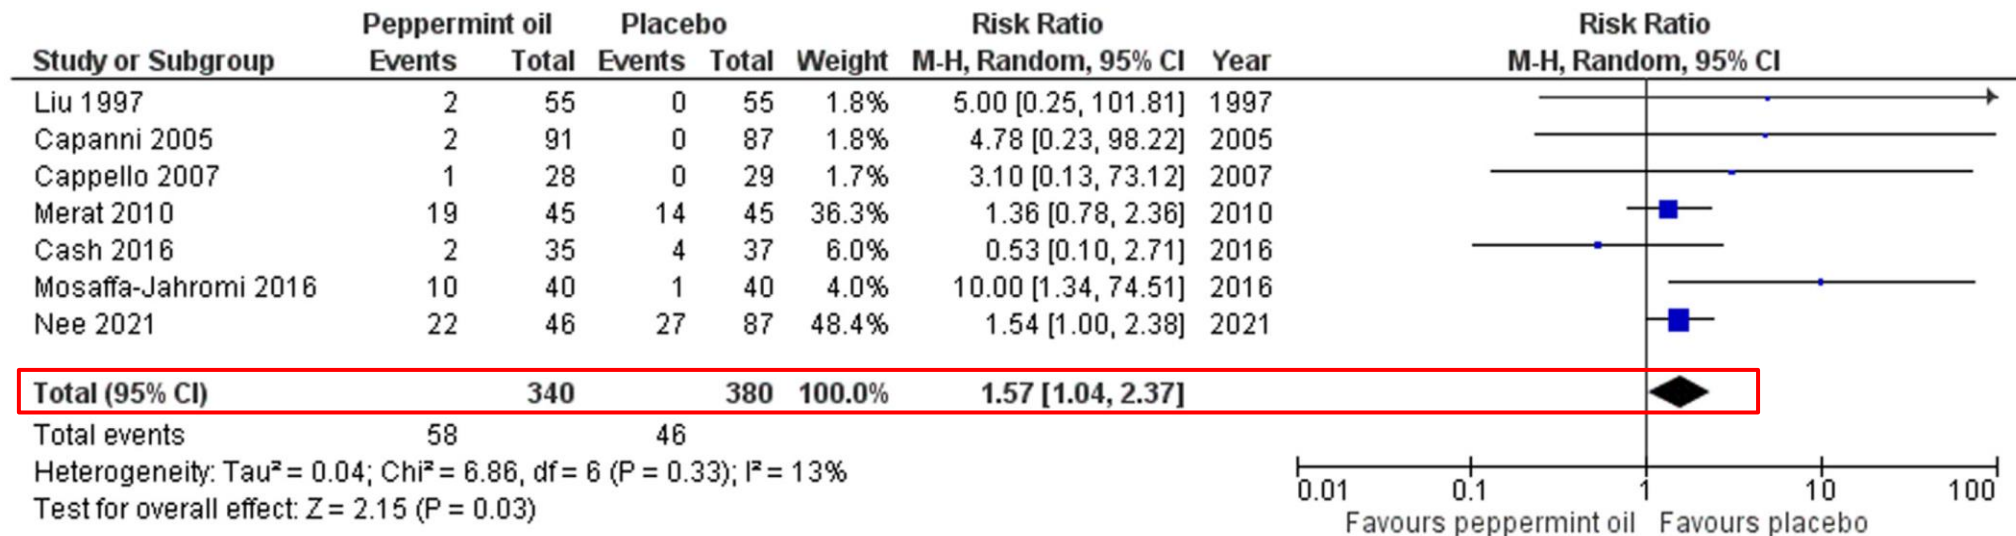 Peppermint oil Placebo Risk Ratio Risk Ratio
Study or Subgroup Events Total Events Total Weight M-H, Random, 95% CI Year M-H, Random, 95% CI
Liu 1997 2 55 0 55 1.8% 5.00 [0.25, 101.81] 1997
Capanni 2005 2 91 0 87 1.8% 4.78 [0.23, 98.22] 2005
Cappello 2007 1 28 0 29 1.7% 3.10 [0.13, 73.12] 2007
Merat 2010 19 45 14 45 36.3% 1.36 [0.78, 2.36] 2010
Cash 2016 2 35 4 37 6.0% 0.53 [0.10, 2.71] 2016
Mosaffa-Jahromi 2016 10 40 1 40 4.0% 10.00 [1.34, 74.51] 2016
Nee 2021 22 46 27 87 48.4% 1.54 [1.00, 2.38] 2021
Total (95% CI) 340 380 100.0% 1.57 [1.04, 2.37]
Total events 58 46
Heterogeneity: Tau² = 0.04; Chi² = 6.86, df = 6 (P = 0.33); I² = 13%
Test for overall effect: Z = 2.15 (P = 0.03)
0.01 0.1 1 10 100
Favours peppermint oil Favours placebo